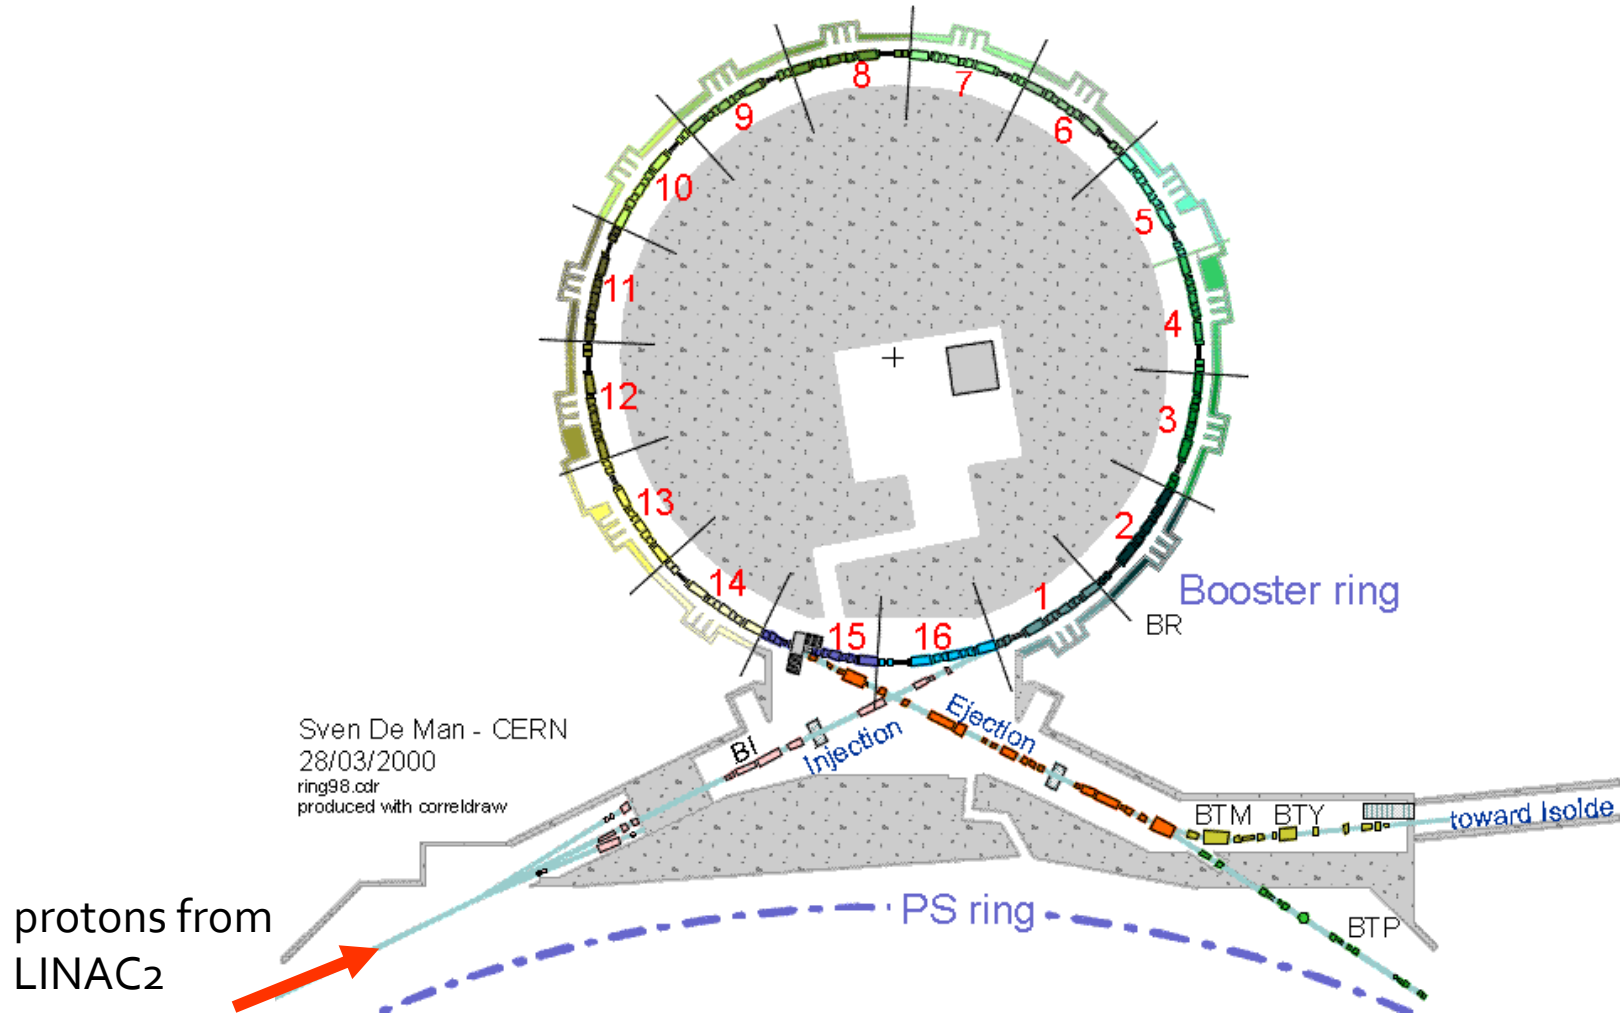 8
7
9
6
10
5
11
4
12
3
13
2
14
1
15
16
Booster ring
BR
Sven De Man - CERN
28/03/2000
ring98.cdr
produced with correldraw
BI
Injection
Ejection
BTM
BTY
toward Isolde
protons from
LINAC2
PS ring
BTP